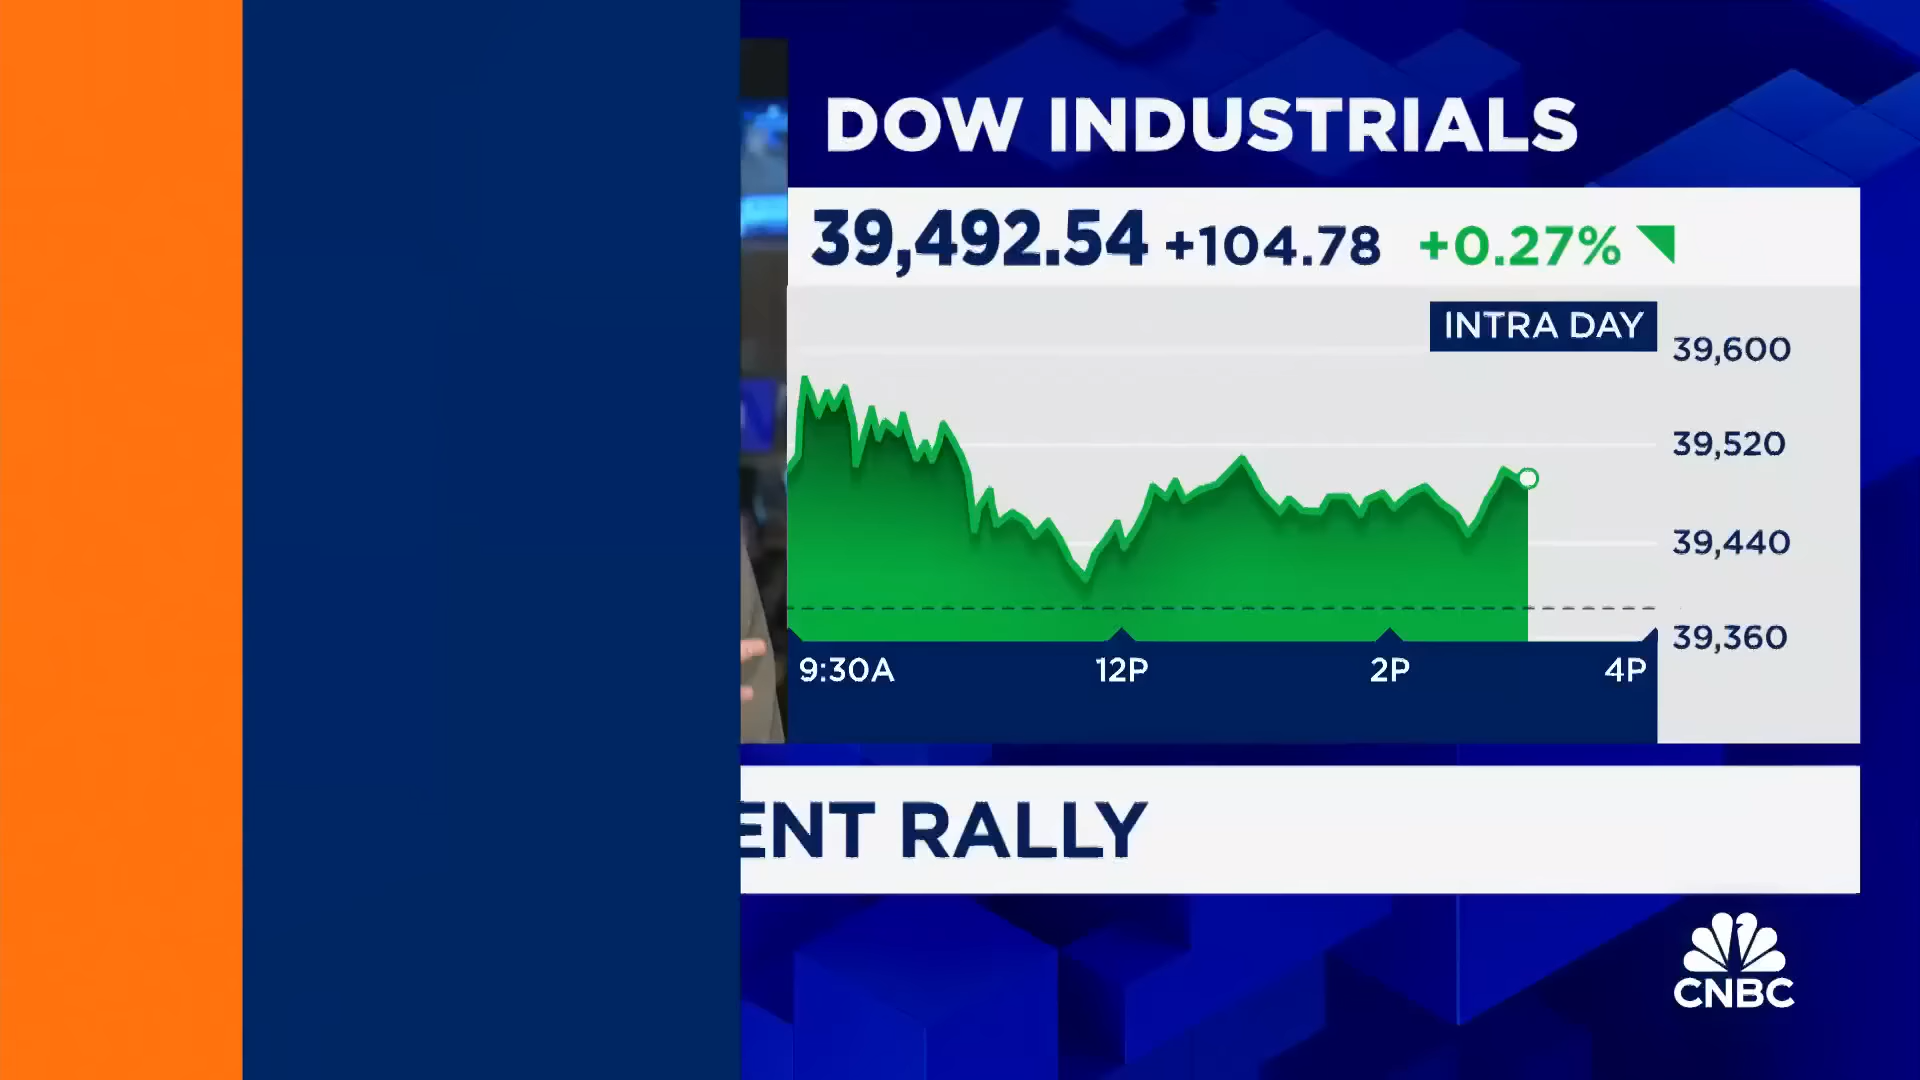 DOW INDUSTRIALS
39,492.54 +104.78 +0.27%
INTRA DAY
39,600
39,520
39,440
39,360
9:30A 12P 2P 4P
ENT RALLY
CNBC